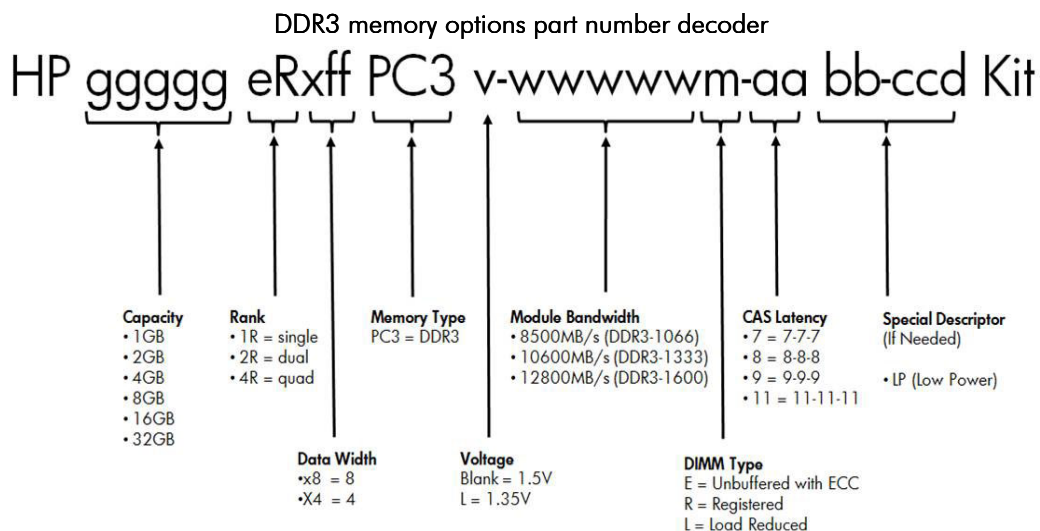 DDR3 memory options part number decoder
HP ggggg eRxff PC3 v-wwwwwm-aa bb-ccd Kit
Capacity
• 1GB
• 2GB
• 4GB
• 8GB
• 16GB
• 32GB
Rank
• 1R = single
• 2R = dual
• 4R = quad
Memory Type
PC3 = DDR3
Module Bandwidth
• 8500MB/s (DDR3-1066)
• 10600MB/s (DDR3-1333)
• 12800MB/s (DDR3-1600)
CAS Latency
• 7 = 7-7-7
• 8 = 8-8-8
• 9 = 9-9-9
• 11 = 11-11-11
Special Descriptor
(If Needed)
• LP (Low Power)
Data Width
•x8 = 8
•X4 = 4
Voltage
Blank = 1.5V
L = 1.35V
DIMM Type
E = Unbuffered with ECC
R = Registered
L = Load Reduced